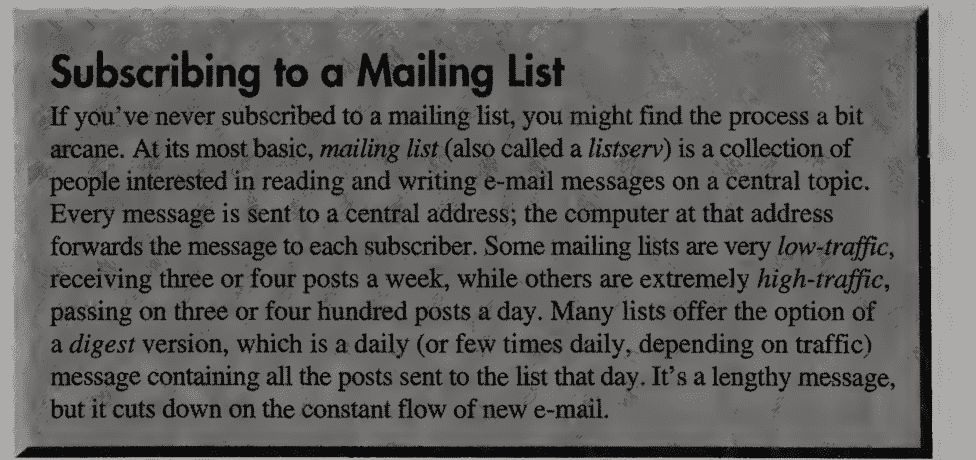 Subscribing to a Mailing List
If you've never subscribed to a mailing list, you might find the process a bit
arcane. At its most basic, mailing list (also called a listserv) is a collection of
people interested in reading and writing e-mail messages on a central topic.
Every message is sent to a central address; the computer at that address
forwards the message to each subscriber. Some mailing lists are very low-traffic,
receiving three or four posts a week, while others are extremely high-traffic,
passing on three or four hundred posts a day. Many lists offer the option of
a digest version, which is a daily (or few times daily, depending on traffic)
message containing all the posts sent to the list that day. It's a lengthy message,
but it cuts down on the constant flow of new e-mail.